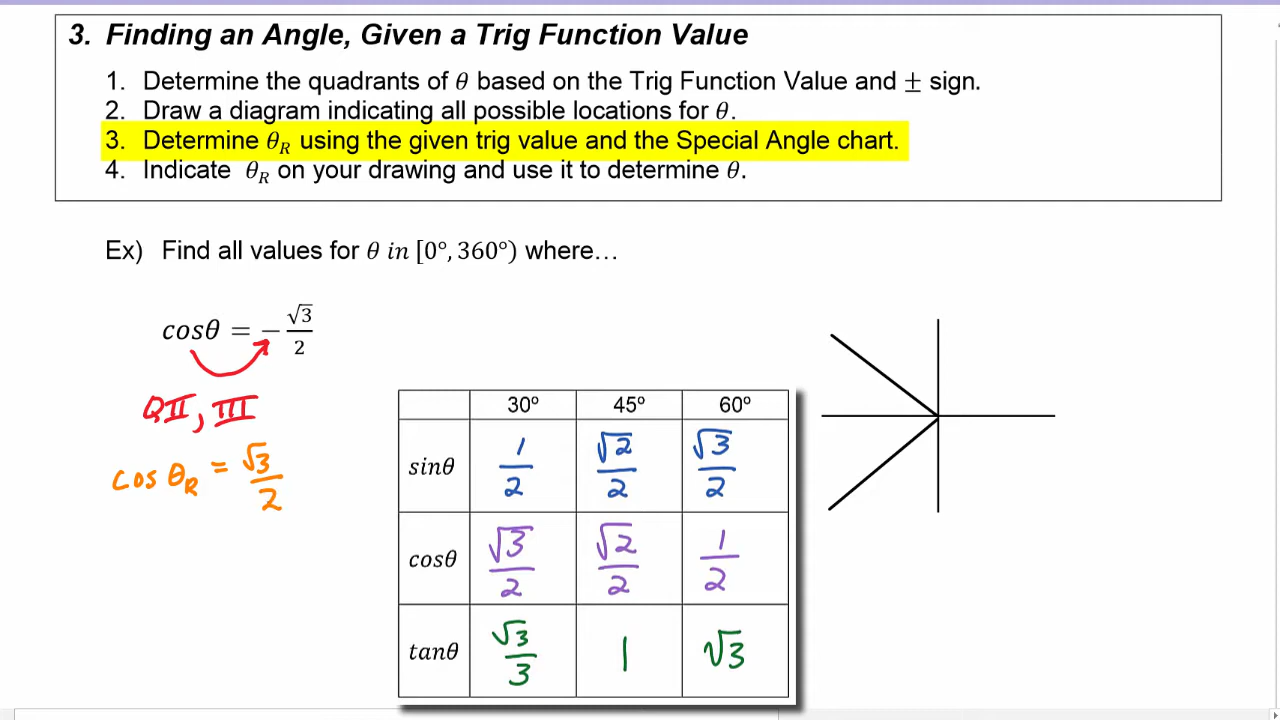 3. Finding an Angle, Given a Trig Function Value
1. Determine the quadrants of θ based on the Trig Function Value and ± sign.
2. Draw a diagram indicating all possible locations for θ.
3. Determine θ_R using the given trig value and the Special Angle chart.
4. Indicate θ_R on your drawing and use it to determine θ.
Ex) Find all values for θ in [0°, 360°) where…
cosθ = −√3/2
QII, III
cos θ_R = √3/2
30º 45º 60º
sinθ 1/2 √2/2 √3/2
cosθ √3/2 √2/2 1/2
tanθ √3/3 1 √3